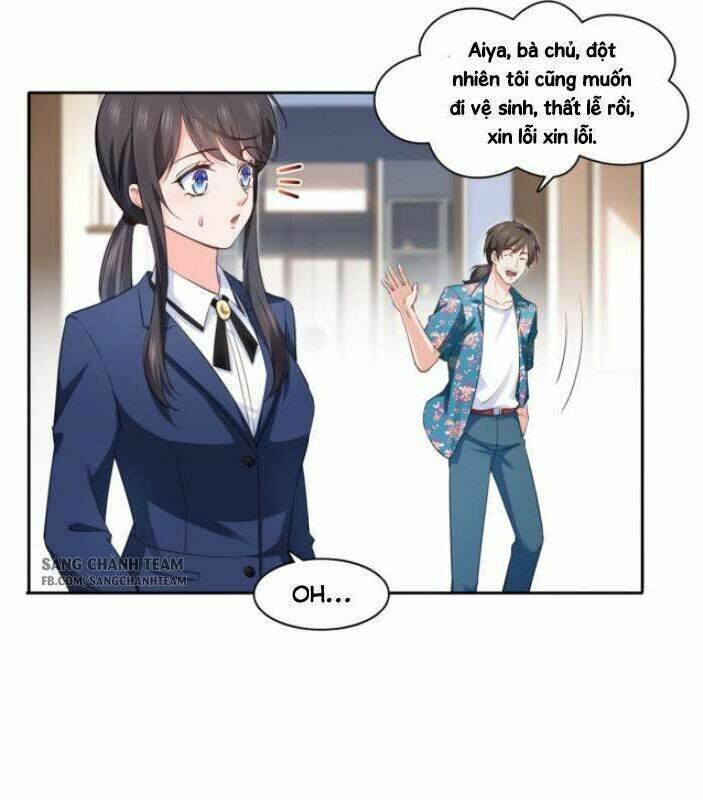 Aiya, bà chủ, đột
nhiên tôi cũng muốn
đi vệ sinh, thất lễ rồi,
xin lỗi xin lỗi.
OH...
SANG CHẢNH TEAM
FB.COM/SANGCHANHTEAM